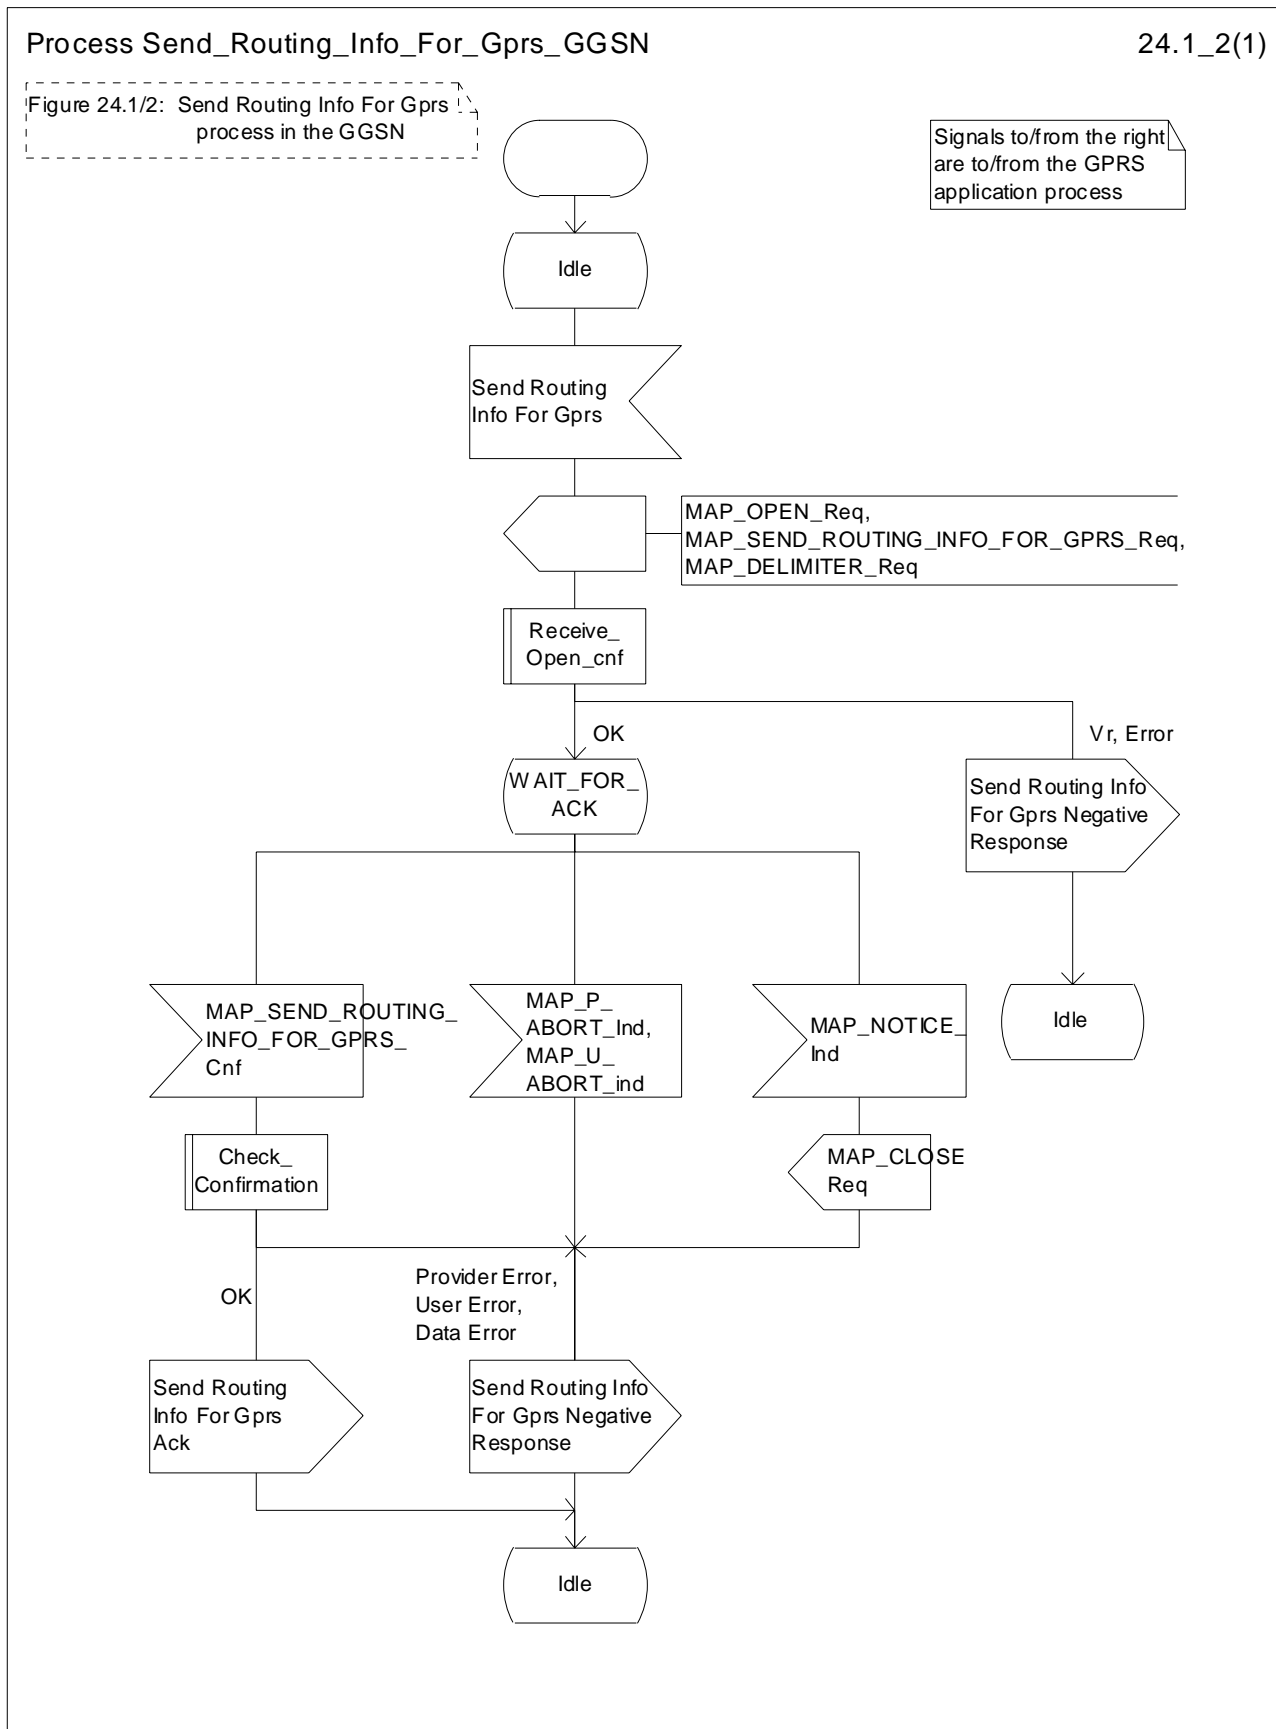 Process Send_Routing_Info_For_Gprs_GGSN
24.1_2(1)
Figure 24.1/2: Send Routing Info For Gprs
process in the GGSN
Signals to/from the right
are to/from the GPRS
application process
Idle
Send Routing
Info For Gprs
MAP_OPEN_Req,
MAP_SEND_ROUTING_INFO_FOR_GPRS_Req,
MAP_DELIMITER_Req
Receive_
Open_cnf
OK
Vr, Error
WAIT_FOR_
ACK
Send Routing Info
For Gprs Negative
Response
MAP_SEND_ROUTING_
INFO_FOR_GPRS_
Cnf
MAP_P_
ABORT_Ind,
MAP_U_
ABORT_ind
MAP_NOTICE_
Ind
Idle
Check_
Confirmation
MAP_CLOSE
Req
OK
Provider Error,
User Error,
Data Error
Send Routing
Info For Gprs
Ack
Send Routing Info
For Gprs Negative
Response
Idle